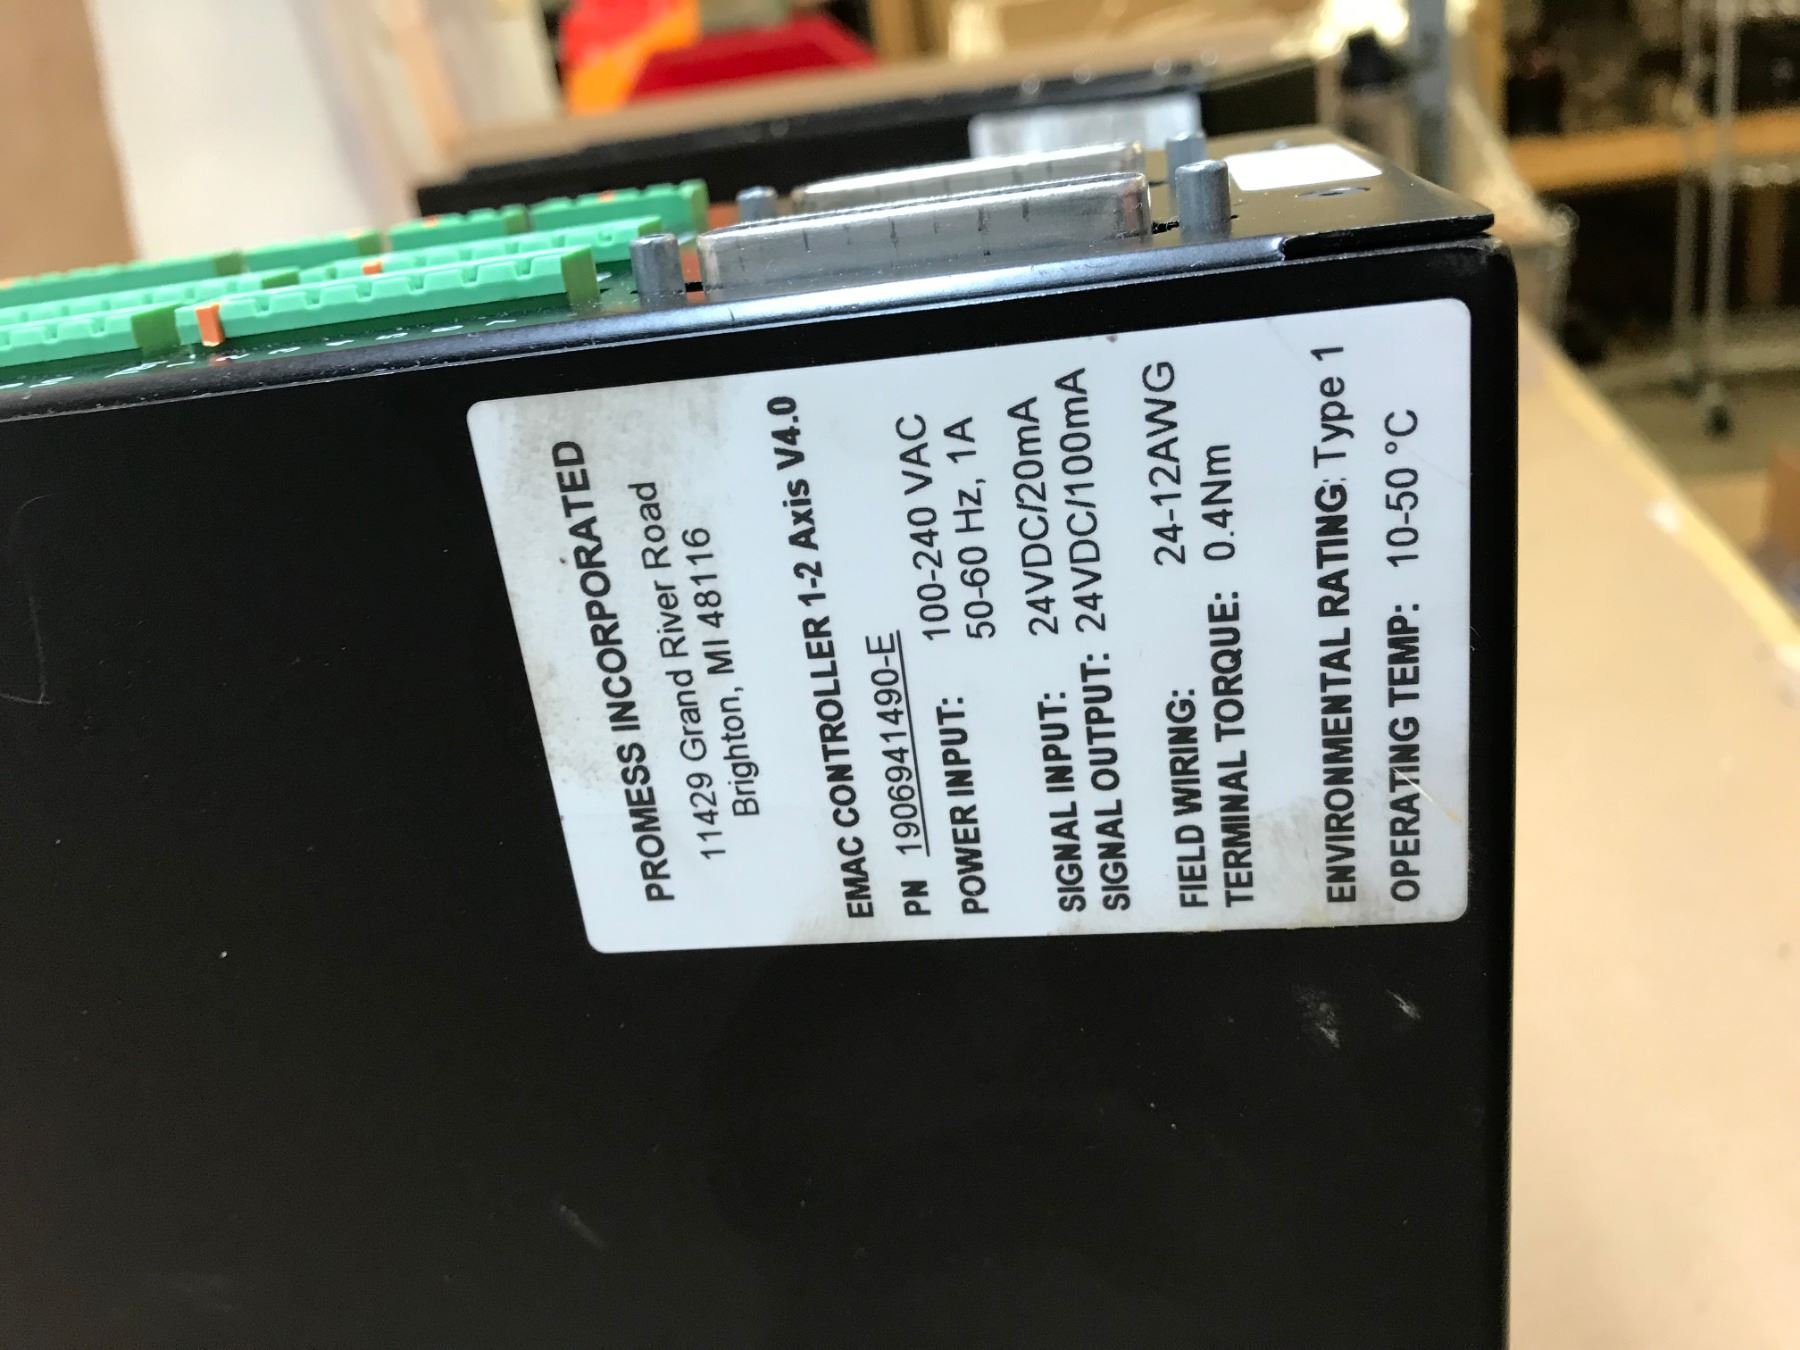 PROMESS INCORPORATED
11429 Grand River Road
Brighton, MI 48116
EMAC CONTROLLER 1-2 Axis V4.0
PN 1906941490-E
POWER INPUT: 100-240 VAC
50-60 Hz, 1A
SIGNAL INPUT: 24VDC/20mA
SIGNAL OUTPUT: 24VDC/100mA
FIELD WIRING: 24-12AWG
TERMINAL TORQUE: 0.4Nm
ENVIRONMENTAL RATING: Type 1
OPERATING TEMP: 10-50 °C